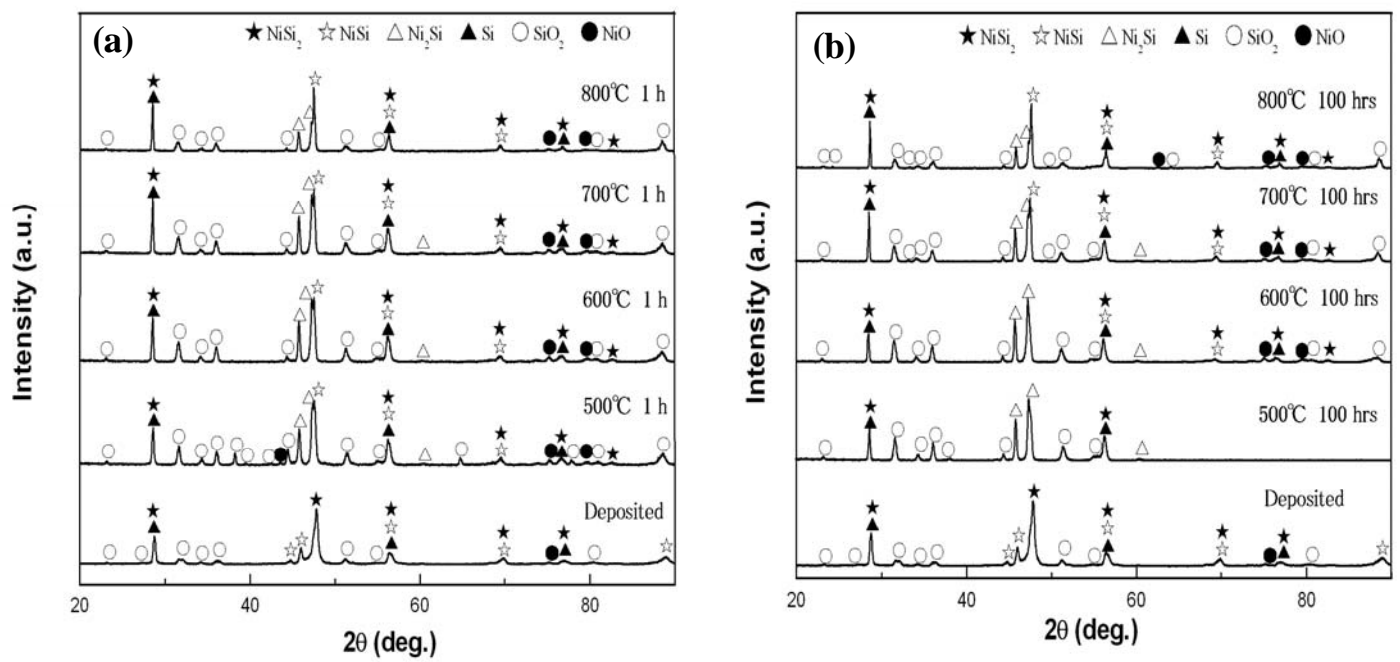 (a)
★ NiSi₂ ☆ NiSi △ Ni₂Si ▲ Si ○ SiO₂ ● NiO
800℃ 1 h
700℃ 1 h
600℃ 1 h
500℃ 1 h
Deposited
Intensity (a.u.)
20 40 60 80
2θ (deg.)
(b)
★ NiSi₂ ☆ NiSi △ Ni₂Si ▲ Si ○ SiO₂ ● NiO
800℃ 100 hrs
700℃ 100 hrs
600℃ 100 hrs
500℃ 100 hrs
Deposited
Intensity (a.u.)
20 40 60 80
2θ (deg.)